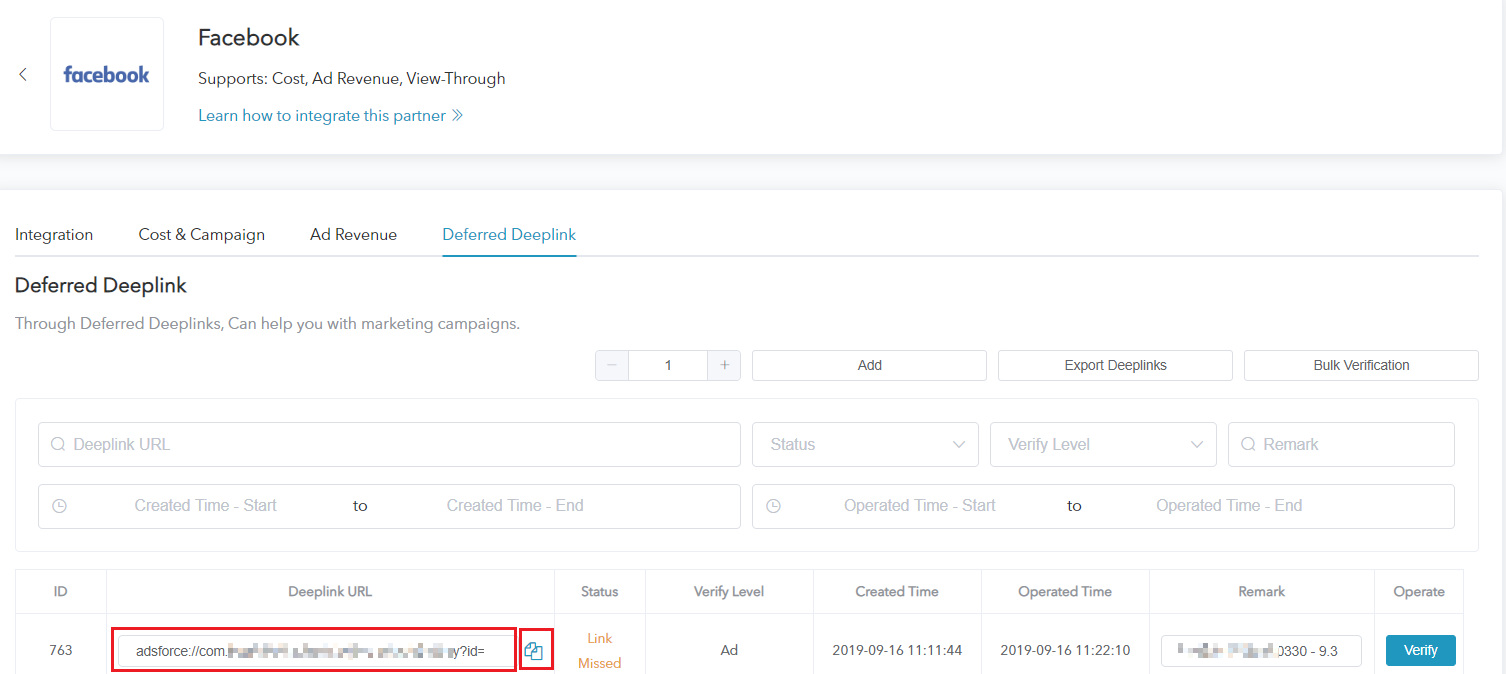 Facebook
facebook
Supports: Cost, Ad Revenue, View-Through
Learn how to integrate this partner
Integration Cost & Campaign Ad Revenue Deferred Deeplink
Deferred Deeplink
Through Deferred Deeplinks, Can help you with marketing campaigns.
− 1 + Add Export Deeplinks Bulk Verification
Deeplink URL Status Verify Level Remark
Created Time - Start to Created Time - End Operated Time - Start to Operated Time - End
ID Deeplink URL Status Verify Level Created Time Operated Time Remark Operate
763 adsforce://com. y?id= Link Missed Ad 2019-09-16 11:11:44 2019-09-16 11:22:10 0330 - 9.3 Verify